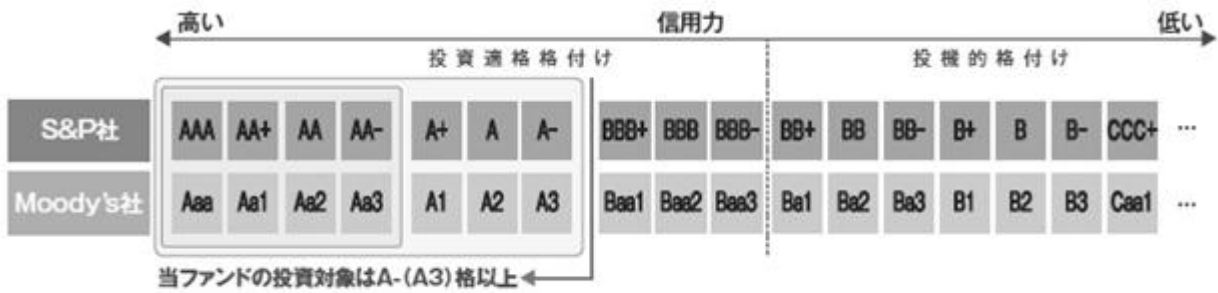 高い 信用力 低い
投資適格格付け 投機的格付け
S&P社 AAA AA+ AA AA- A+ A A- BBB+ BBB BBB- BB+ BB BB- B+ B B- CCC+ …
Moody's社 Aaa Aa1 Aa2 Aa3 A1 A2 A3 Baa1 Baa2 Baa3 Ba1 Ba2 Ba3 B1 B2 B3 Caa1 …
当ファンドの投資対象はA-(A3)格以上